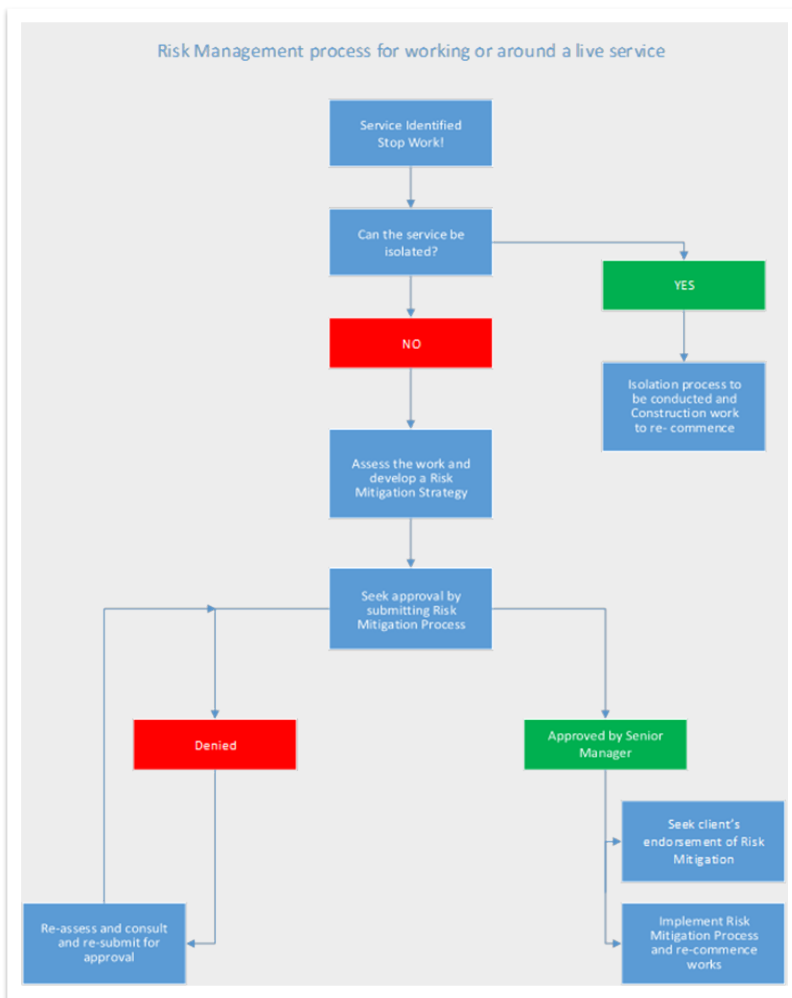 Risk Management process for working or around a live service
Service Identified
Stop Work!
Can the service be
isolated?
YES
NO
Isolation process to
be conducted and
Construction work
to re- commence
Assess the work and
develop a Risk
Mitigation Strategy
Seek approval by
submitting Risk
Mitigation Process
Denied
Approved by Senior
Manager
Seek client's
endorsement of Risk
Mitigation
Re-assess and consult
and re-submit for
approval
Implement Risk
Mitigation Process
and re-commence
works